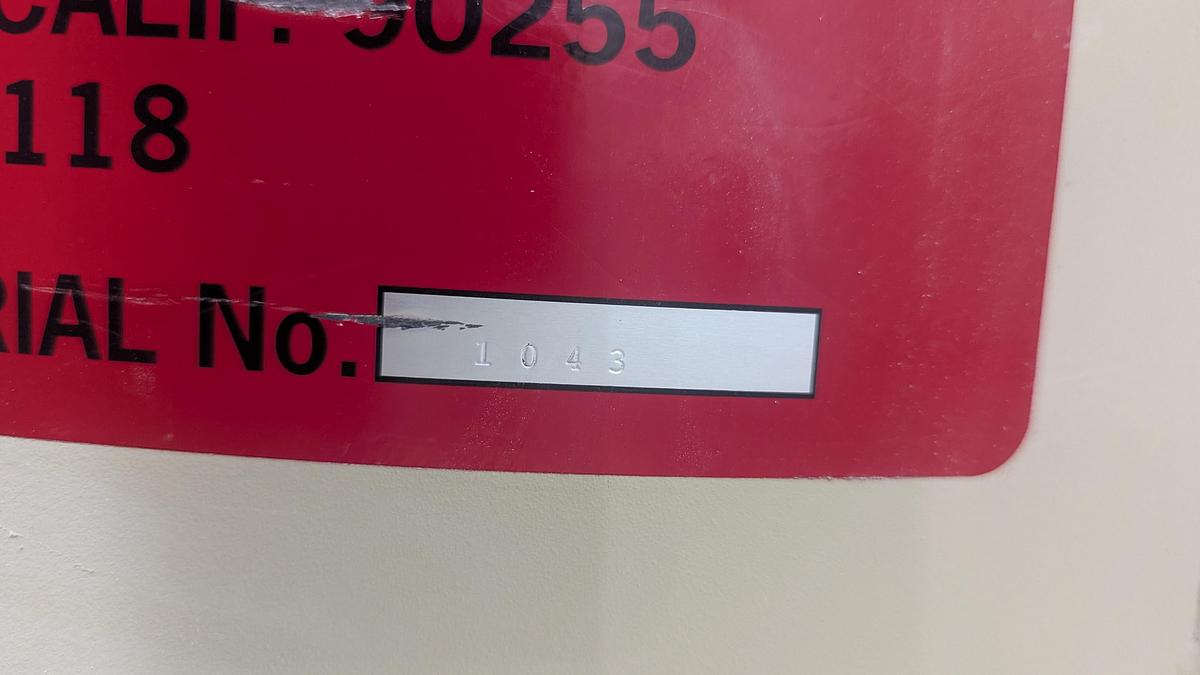 CALIF. 90255
118
RIAL No. 1043